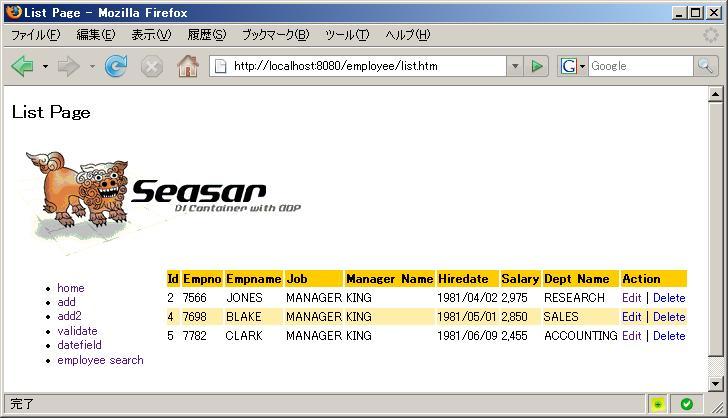 List Page - Mozilla Firefox
ファイル(F) 編集(E) 表示(V) 履歴(S) ブックマーク(B) ツール(T) ヘルプ(H)
http://localhost:8080/employee/list.htm
Google
List Page
Seasar
DI Container with AOP
home
add
add2
validate
datefield
employee search
Id Empno Empname Job Manager Name Hiredate Salary Dept Name Action
2 7566 JONES MANAGER KING 1981/04/02 2,975 RESEARCH Edit | Delete
4 7698 BLAKE MANAGER KING 1981/05/01 2,850 SALES Edit | Delete
5 7782 CLARK MANAGER KING 1981/06/09 2,455 ACCOUNTING Edit | Delete
完了